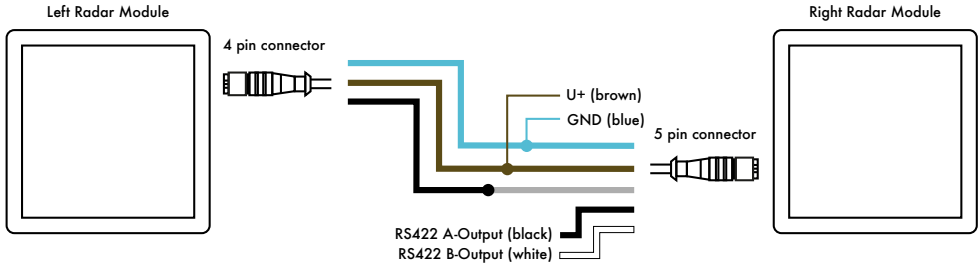 Left Radar Module
Right Radar Module
4 pin connector
U+ (brown)
GND (blue)
5 pin connector
RS422 A-Output (black)
RS422 B-Output (white)